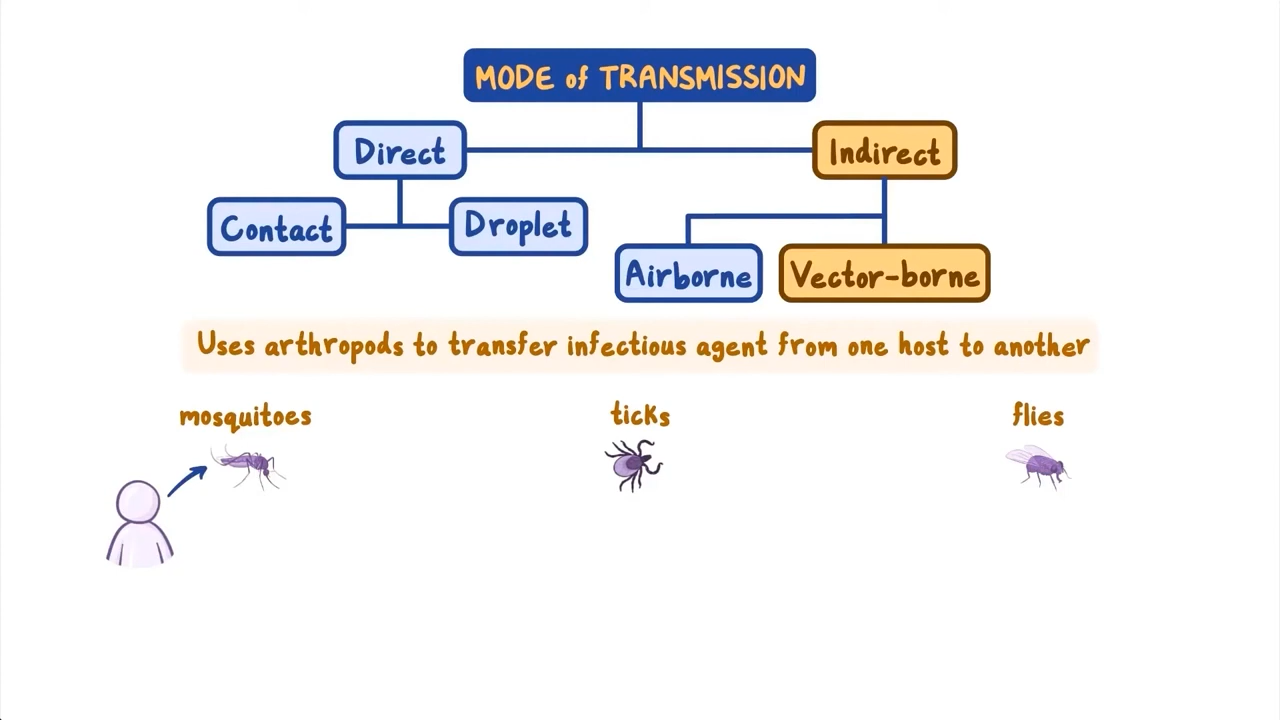 MODE of TRANSMISSION
Direct
Indirect
Contact
Droplet
Airborne
Vector-borne
Uses arthropods to transfer infectious agent from one host to another
mosquitoes
ticks
flies